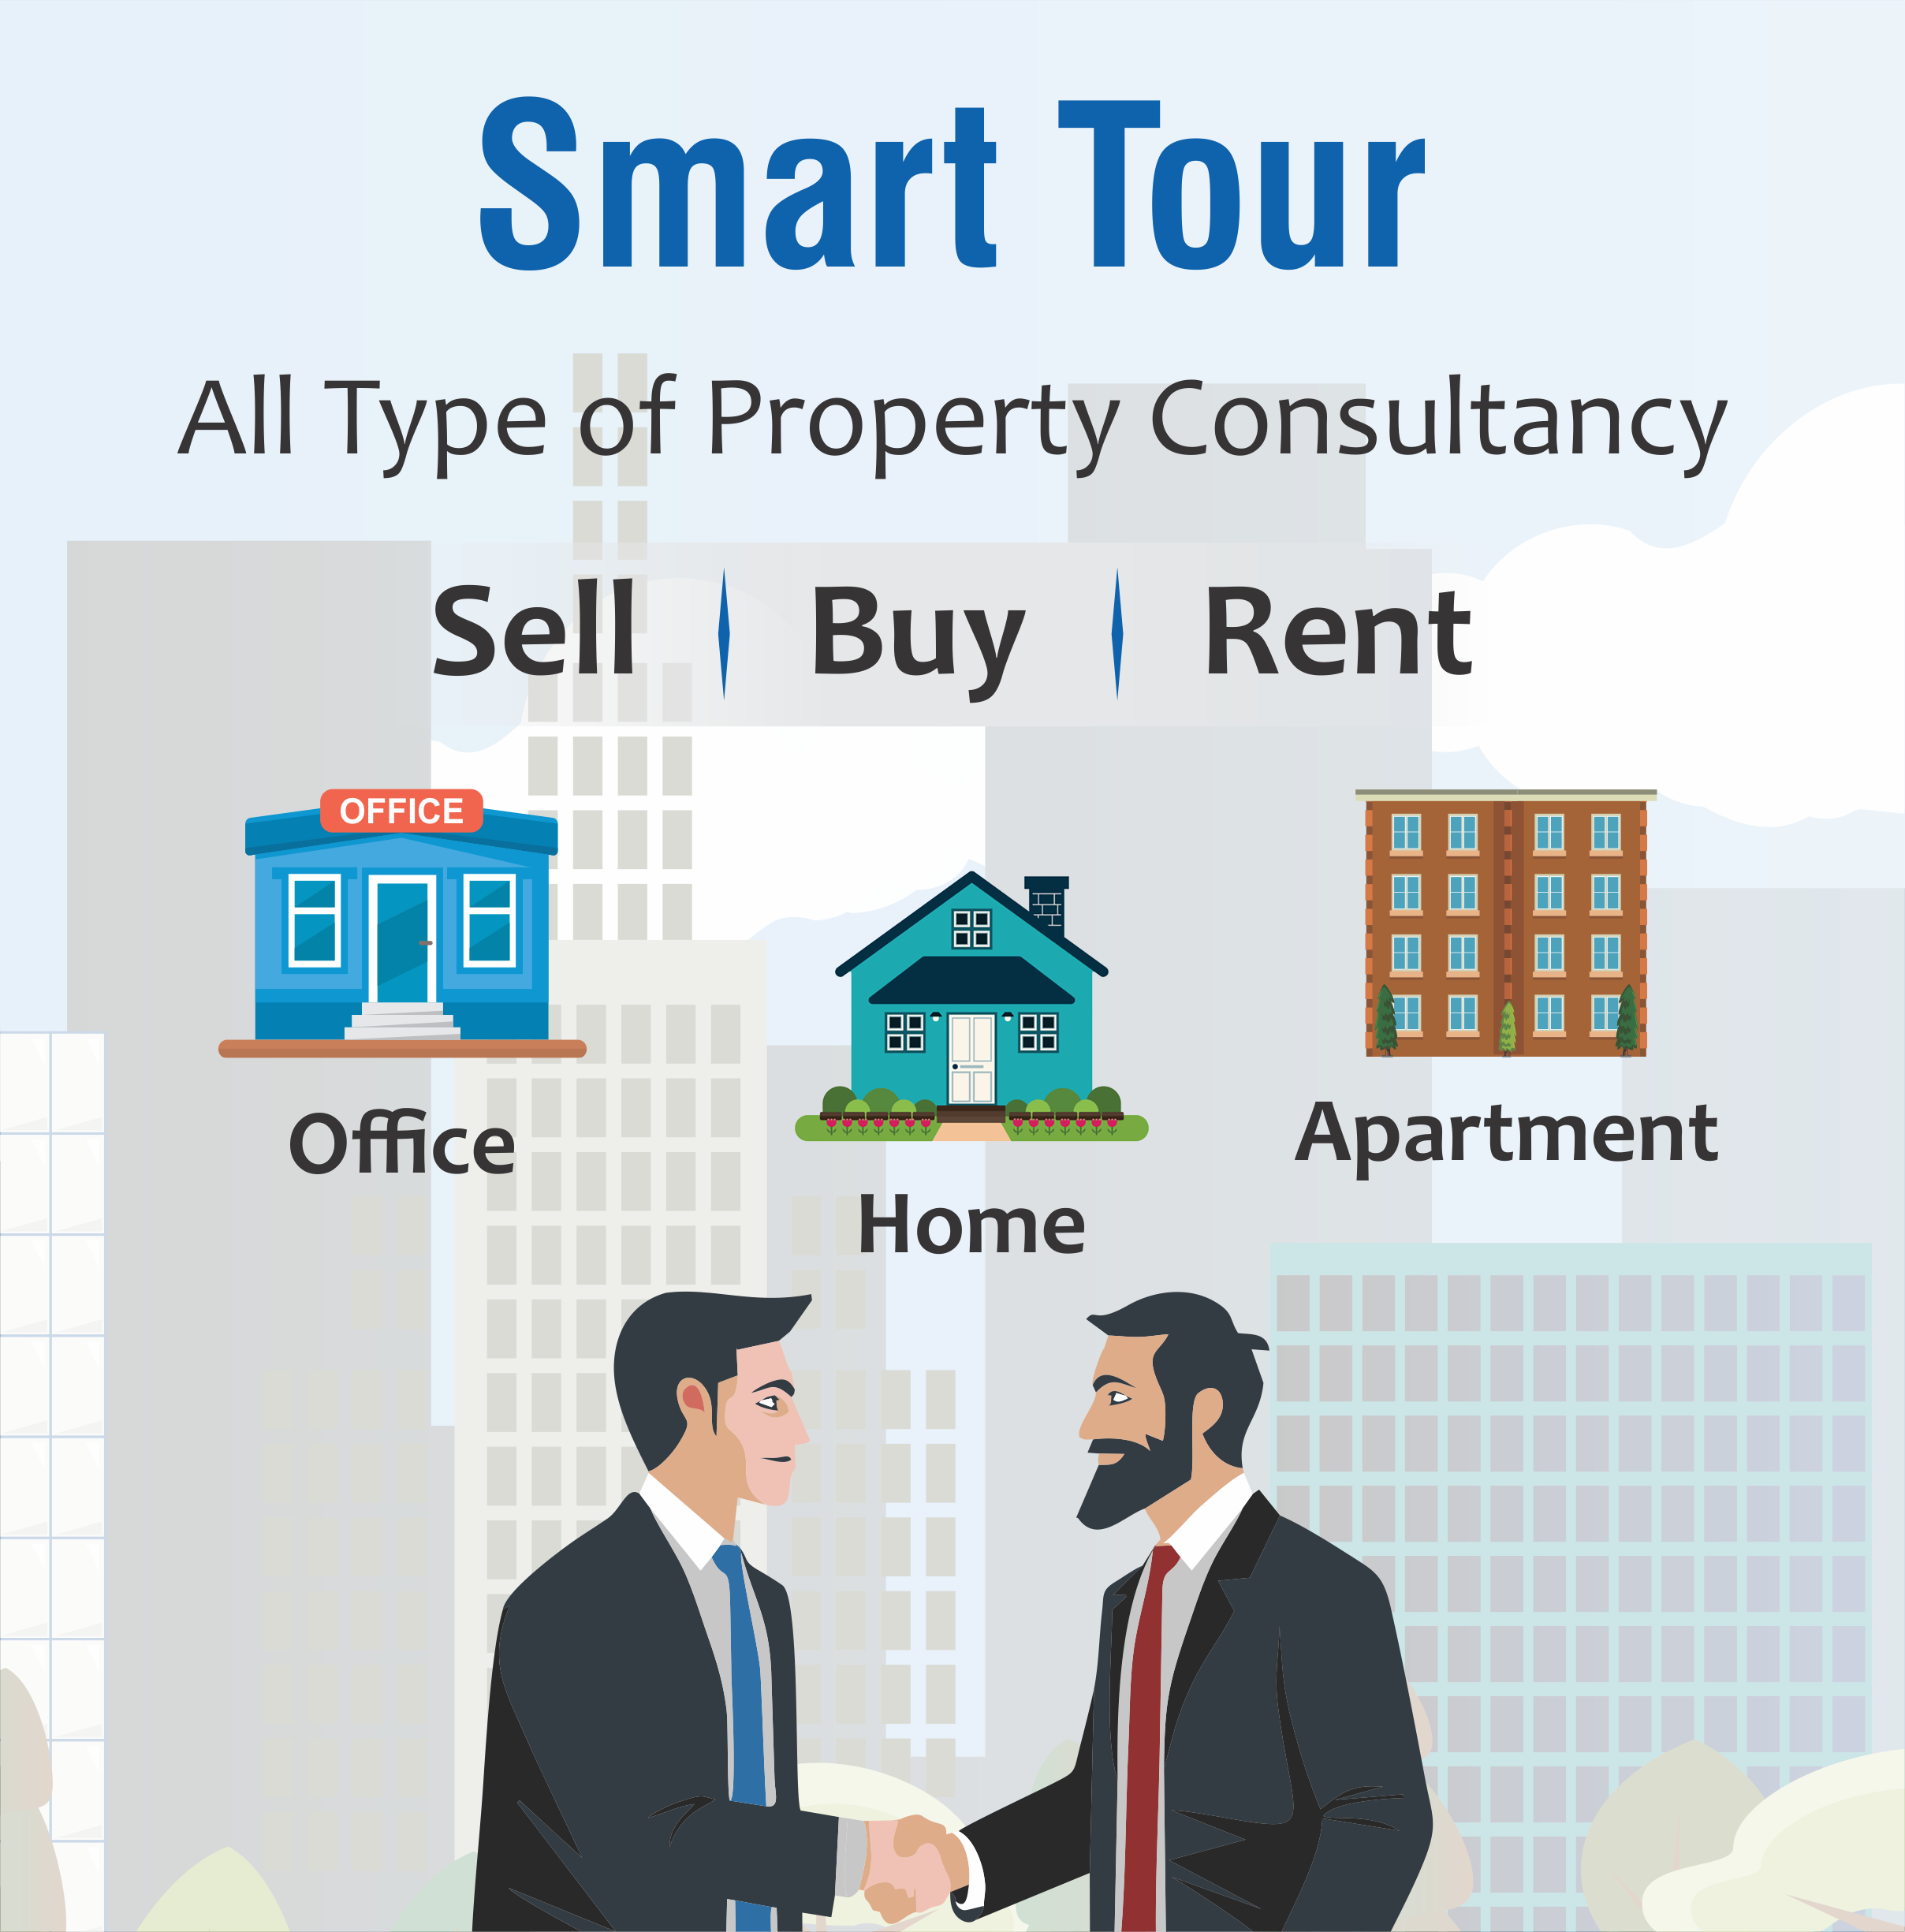 Smart Tour
All Type of Property Consultancy
Sell Buy Rent
OFFICE
Office
Home
Apartment